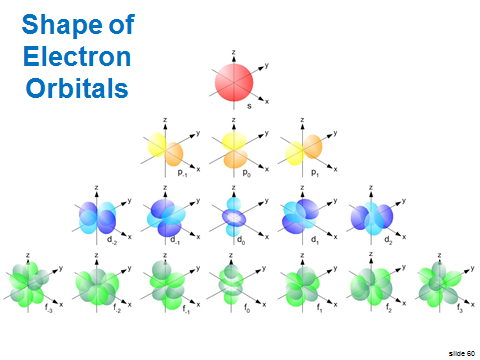 Shape of
Electron
Orbitals
z
y
x
s
z
y
x
p-1
z
y
x
p0
z
y
x
p1
z
y
x
d-2
z
y
x
d-1
z
y
x
d0
z
y
x
d1
z
y
x
d2
z
y
x
f-3
z
y
x
f-2
z
y
x
f-1
z
y
x
f0
z
y
x
f1
z
y
x
f2
z
y
x
f3
slide 60